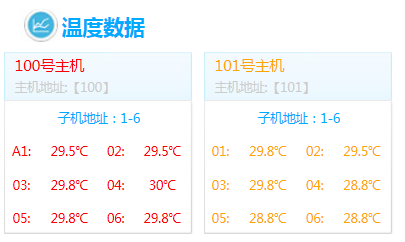 温度数据
100号主机
主机地址:【100】
子机地址：1-6
A1: 29.5℃ 02: 29.5℃
03: 29.8℃ 04: 30℃
05: 29.8℃ 06: 29.8℃
101号主机
主机地址:【101】
子机地址：1-6
01: 29.8℃ 02: 29.5℃
03: 29.8℃ 04: 28.8℃
05: 28.8℃ 06: 28.8℃